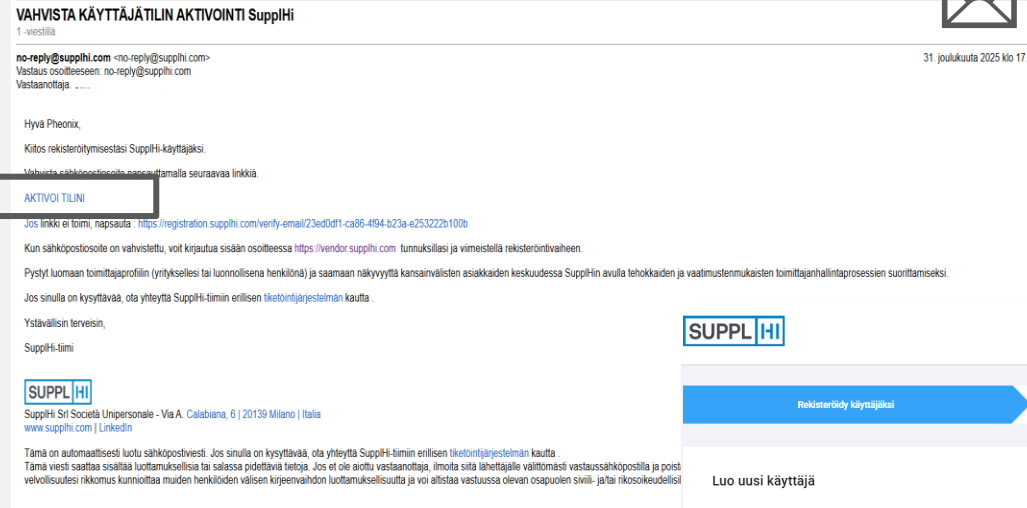 VAHVISTA KÄYTTÄJÄTILIN AKTIVOINTI SupplHi
1 -viestillä
no-reply@supplhi.com <no-reply@supplhi.com>
31. joulukuuta 2025 klo 17.
Vastaus osoitteeseen: no-reply@supplhi.com
Vastaanottaja:
Hyvä Pheonix,
Kiitos rekisteröitymisestäsi SupplHi-käyttäjäksi.
Vahvista sähköpostiosoite napsauttamalla seuraavaa linkkiä.
AKTIVOI TILINI
Jos linkki ei toimi, napsauta : https://registration.supplhi.com/verify-email/23ed0df1-ca86-4f94-b23a-e253222b100b
Kun sähköpostiosoite on vahvistettu, voit kirjautua sisään osoitteessa https://vendor.supplhi.com tunnuksillasi ja viimeistellä rekisteröintivaiheen.
Pystyt luomaan toimittajaprofiilin (yrityksellesi tai luonnollisena henkilönä) ja saamaan näkyvyyttä kansainvälisten asiakkaiden keskuudessa SupplHin avulla tehokkaiden ja vaatimustenmukaisten toimittajanhallintaprosessien suorittamiseksi.
Jos sinulla on kysyttävää, ota yhteyttä SupplHi-tiimiin erillisen tiketöintijärjestelmän kautta .
Ystävällisin terveisin,
SupplHi-tiimi
SUPPL HI
SupplHi Srl Società Unipersonale - Via A. Calabiana, 6 | 20139 Milano | Italia
www.supplhi.com | LinkedIn
Tämä on automaattisesti luotu sähköpostiviesti. Jos sinulla on kysyttävää, ota yhteyttä SupplHi-tiimiin erillisen tiketöintijärjestelmän kautta .
Tämä viesti saattaa sisältää luottamuksellisia tai salassa pidettäviä tietoja. Jos et ole aiottu vastaanottaja, ilmoita siitä lähettäjälle välittömästi vastaussähköpostilla ja poist
velvollisuutesi rikkomus kunnioittaa muiden henkilöiden välisen kirjeenvaihdon luottamuksellisuutta ja voi altistaa vastuussa olevan osapuolen siviili- ja/tai rikosoikeudellisi
SUPPL HI
Rekisteröidy käyttäjäksi
Luo uusi käyttäjä